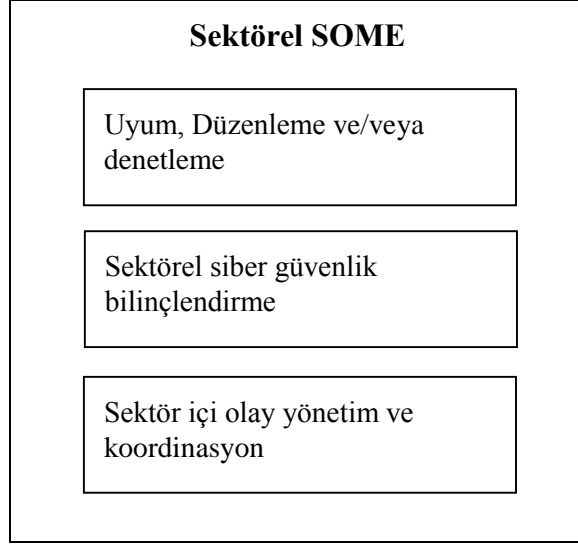 Sektörel SOME
Uyum, Düzenleme ve/veya
denetleme
Sektörel siber güvenlik
bilinçlendirme
Sektör içi olay yönetim ve
koordinasyon